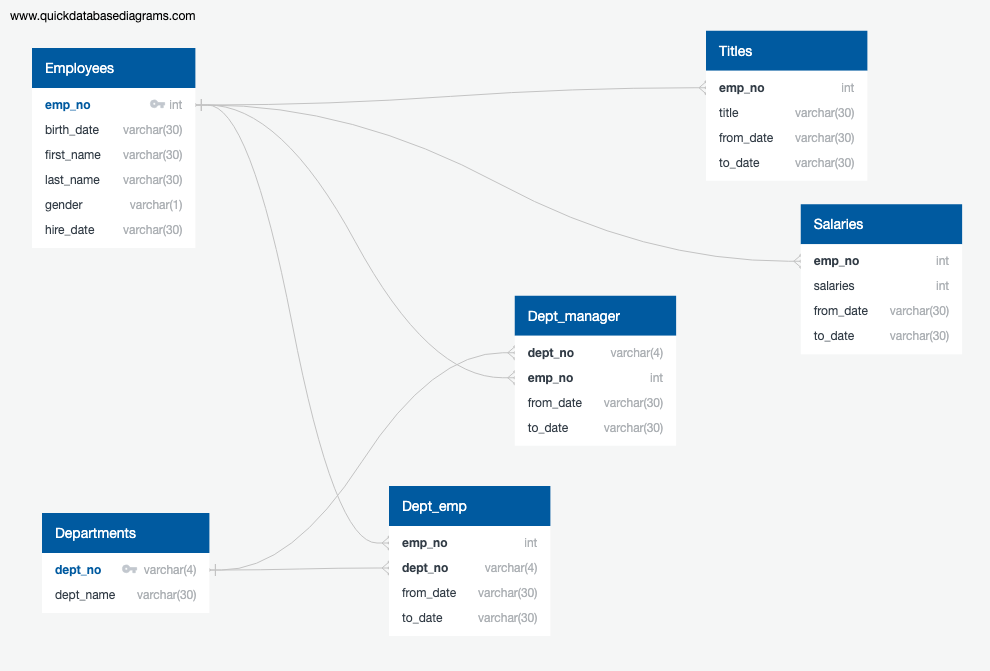 www.quickdatabasediagrams.com
Employees
emp_no int
birth_date varchar(30)
first_name varchar(30)
last_name varchar(30)
gender varchar(1)
hire_date varchar(30)
Titles
emp_no int
title varchar(30)
from_date varchar(30)
to_date varchar(30)
Salaries
emp_no int
salaries int
from_date varchar(30)
to_date varchar(30)
Dept_manager
dept_no varchar(4)
emp_no int
from_date varchar(30)
to_date varchar(30)
Dept_emp
emp_no int
dept_no varchar(4)
from_date varchar(30)
to_date varchar(30)
Departments
dept_no varchar(4)
dept_name varchar(30)